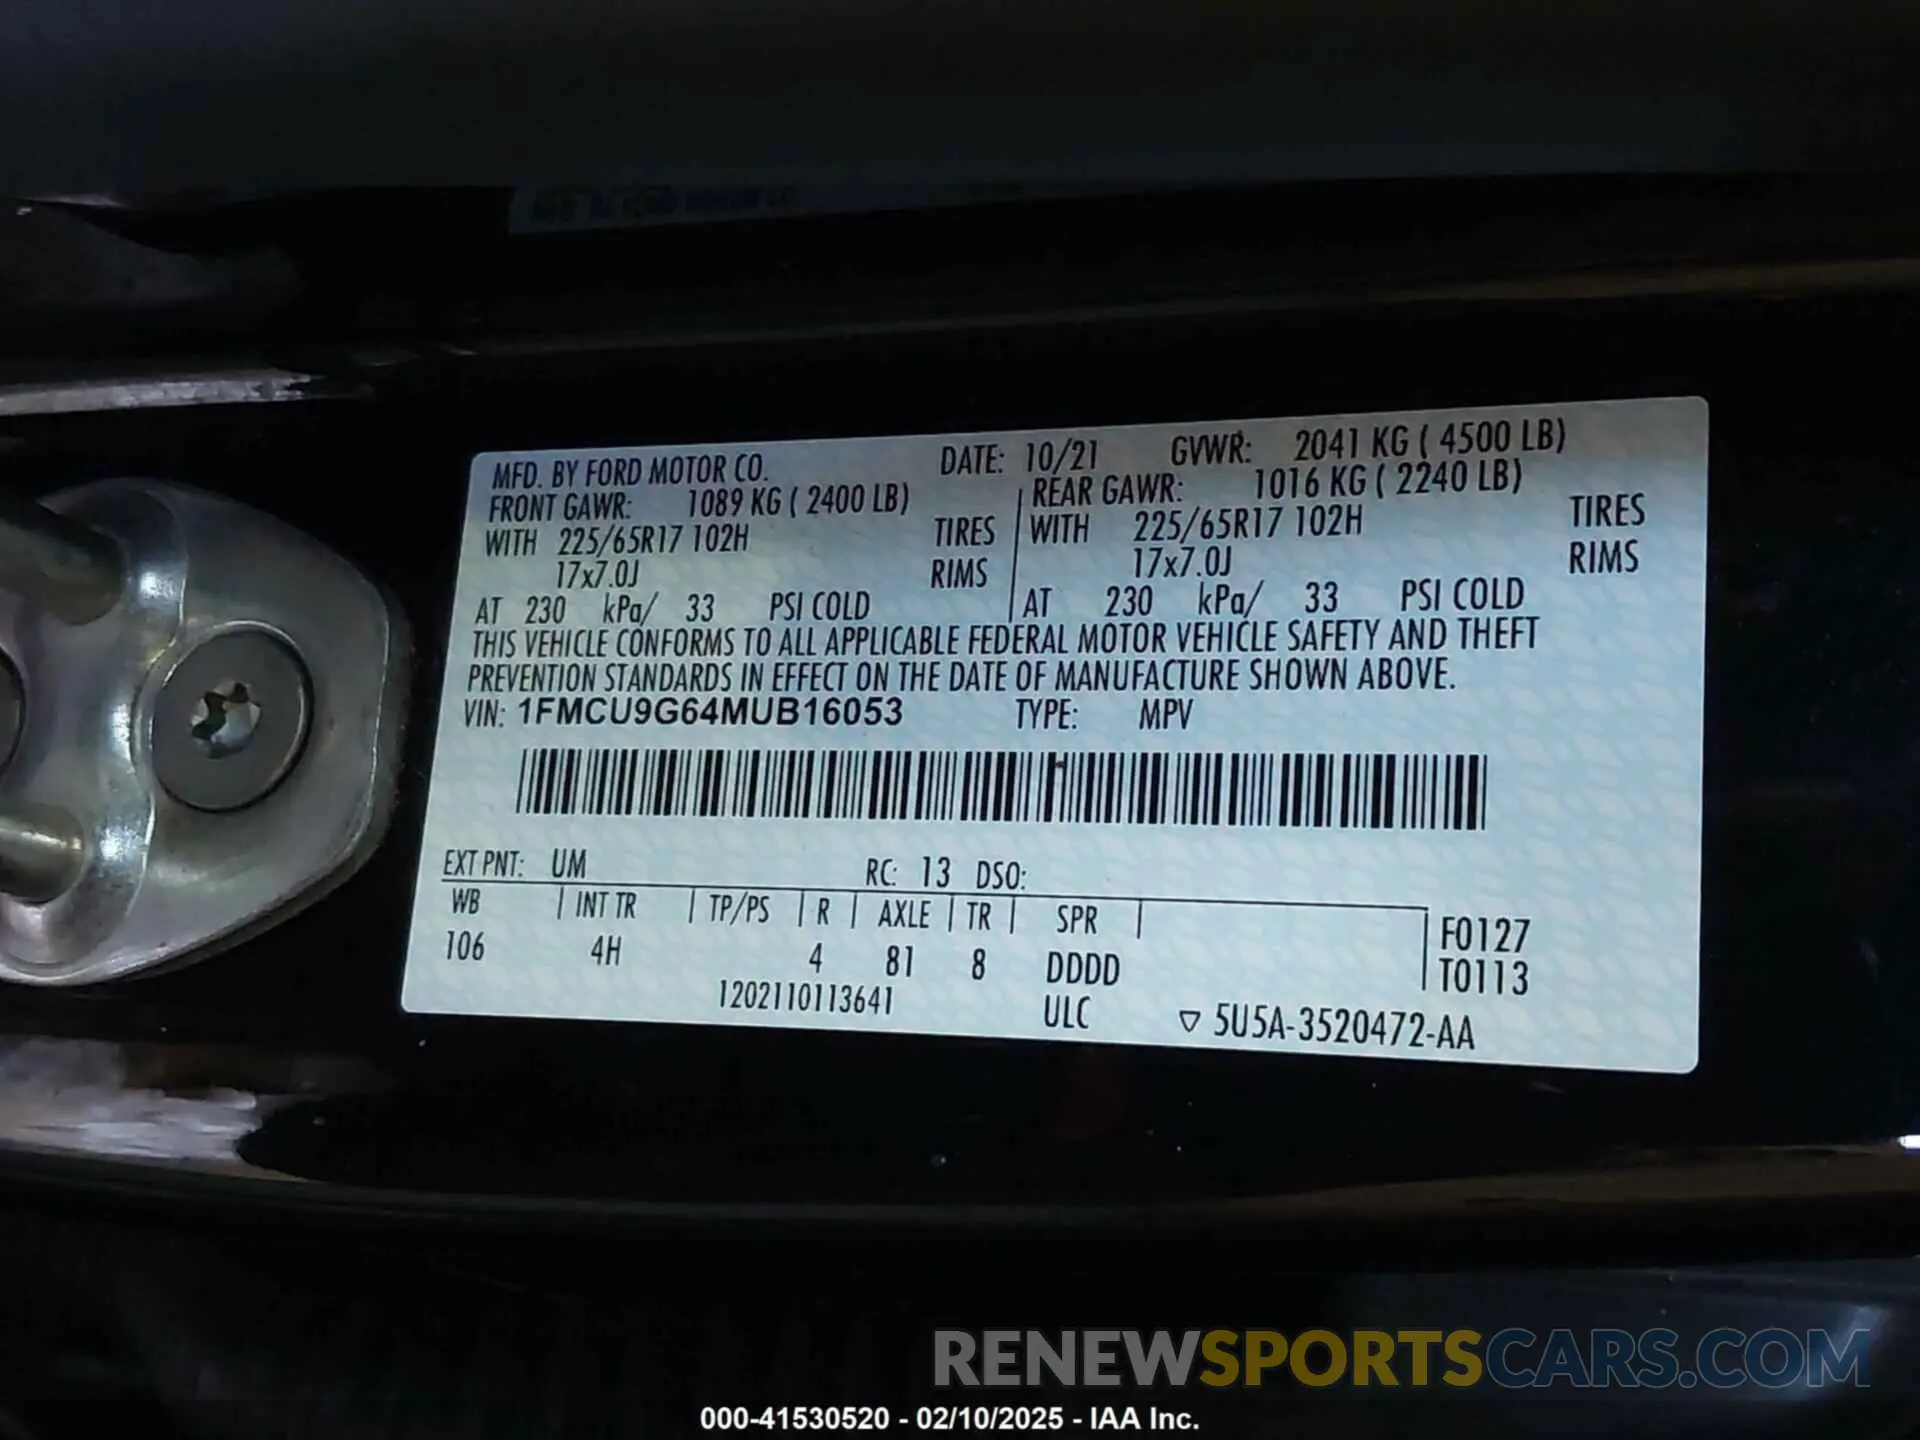 MFD. BY FORD MOTOR CO. DATE: 10/21 GVWR: 2041 KG ( 4500 LB)
FRONT GAWR: 1089 KG ( 2400 LB) REAR GAWR: 1016 KG ( 2240 LB)
WITH 225/65R17 102H TIRES WITH 225/65R17 102H TIRES
17x7.0J RIMS 17x7.0J RIMS
AT 230 kPa/ 33 PSI COLD AT 230 kPa/ 33 PSI COLD
THIS VEHICLE CONFORMS TO ALL APPLICABLE FEDERAL MOTOR VEHICLE SAFETY AND THEFT
PREVENTION STANDARDS IN EFFECT ON THE DATE OF MANUFACTURE SHOWN ABOVE.
VIN: 1FMCU9G64MUB16053 TYPE: MPV
EXT PNT: UM RC: 13 DSO:
WB INT TR TP/PS R AXLE TR SPR F0127
106 4H 4 81 8 DDDD T0113
1202110113641 ULC ▽ 5U5A-3520472-AA
RENEWSPORTSCARS.COM
000-41530520 - 02/10/2025 - IAA Inc.